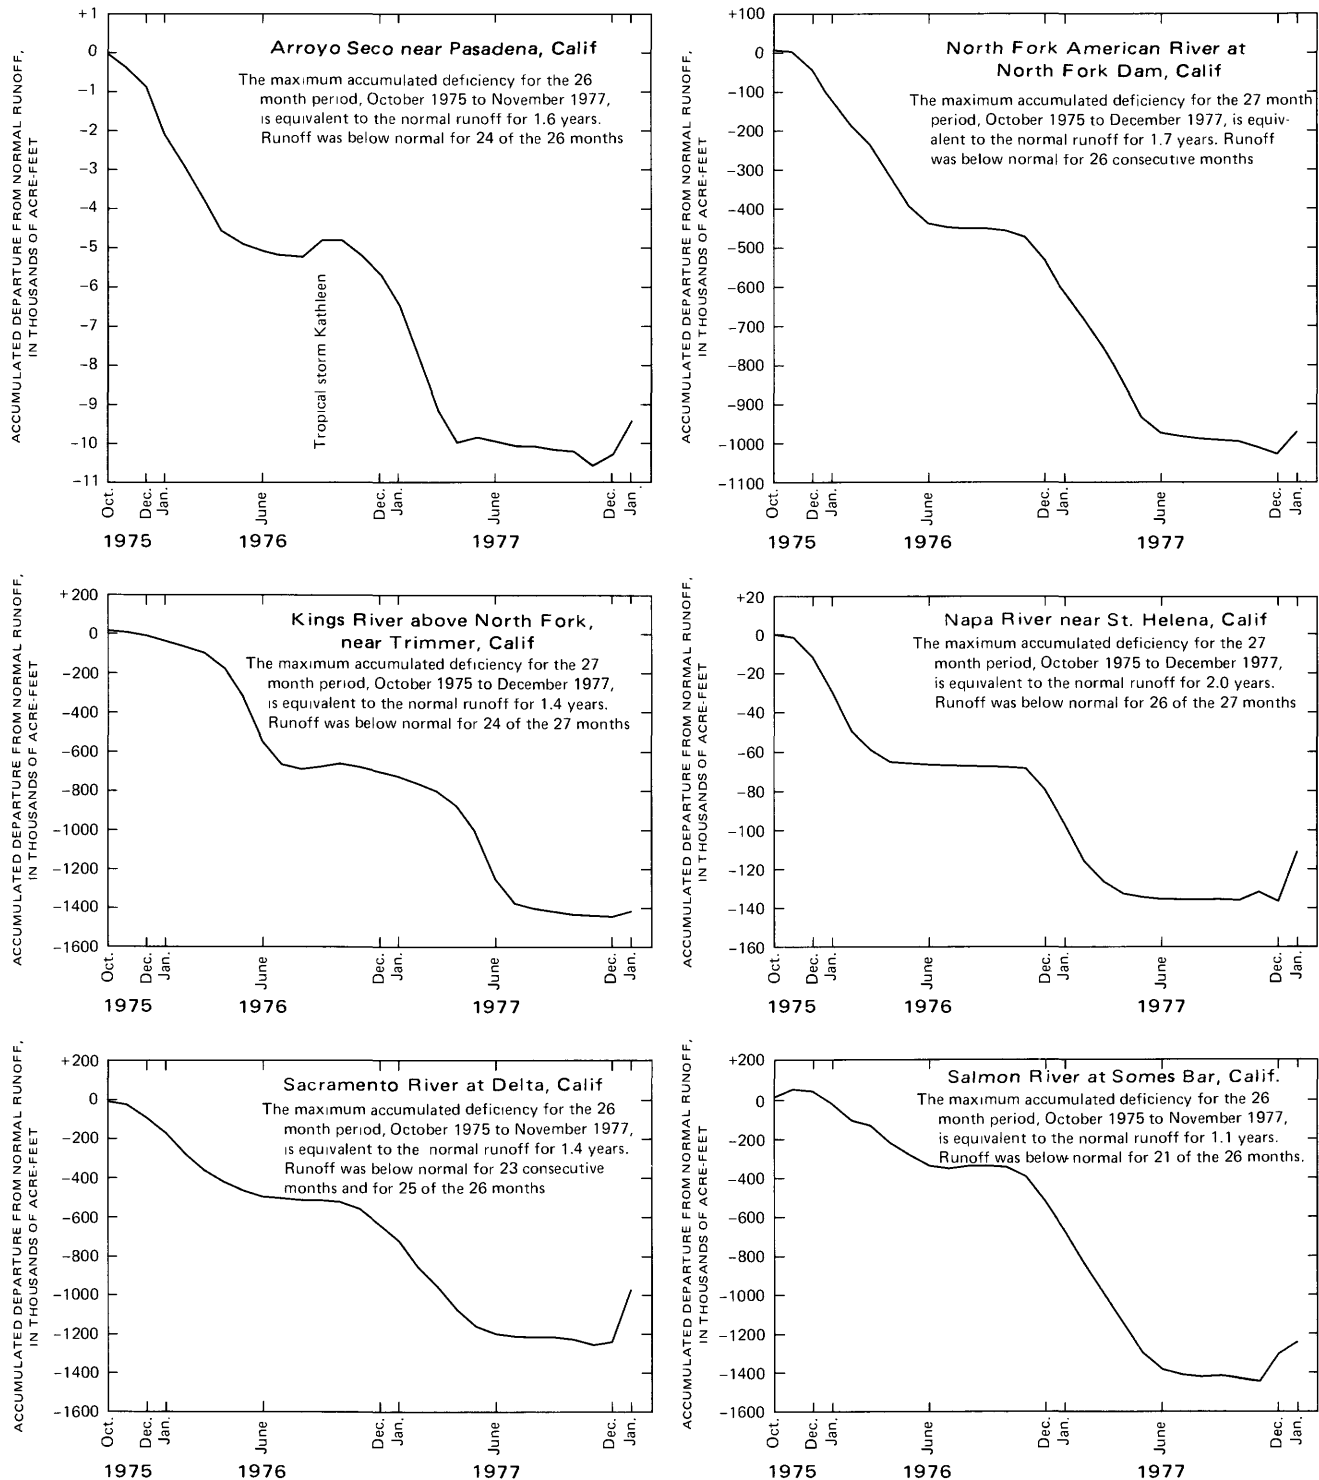 ACCUMULATED DEPARTURE FROM NORMAL RUNOFF,
IN THOUSANDS OF ACRE-FEET
+1
0
-1
-2
-3
-4
-5
-6
-7
-8
-9
-10
-11
Arroyo Seco near Pasadena, Calif
The maximum accumulated deficiency for the 26
month period, October 1975 to November 1977,
is equivalent to the normal runoff for 1.6 years.
Runoff was below normal for 24 of the 26 months
Tropical storm Kathleen
Oct. Dec. Jan. June Dec. Jan. June Dec. Jan.
1975 1976 1977
ACCUMULATED DEPARTURE FROM NORMAL RUNOFF,
IN THOUSANDS OF ACRE-FEET
+100
0
-100
-200
-300
-400
-500
-600
-700
-800
-900
-1000
-1100
North Fork American River at
North Fork Dam, Calif
The maximum accumulated deficiency for the 27 month
period, October 1975 to December 1977, is equiv-
alent to the normal runoff for 1.7 years. Runoff
was below normal for 26 consecutive months
Oct. Dec. Jan. June Dec. Jan. June Dec. Jan.
1975 1976 1977
ACCUMULATED DEPARTURE FROM NORMAL RUNOFF,
IN THOUSANDS OF ACRE-FEET
+200
0
-200
-400
-600
-800
-1000
-1200
-1400
-1600
Kings River above North Fork,
near Trimmer, Calif
The maximum accumulated deficiency for the 27
month period, October 1975 to December 1977,
is equivalent to the normal runoff for 1.4 years.
Runoff was below normal for 24 of the 27 months
Oct. Dec. Jan. June Dec. Jan. June Dec. Jan.
1975 1976 1977
ACCUMULATED DEPARTURE FROM NORMAL RUNOFF,
IN THOUSANDS OF ACRE-FEET
+20
0
-20
-40
-60
-80
-100
-120
-140
-160
Napa River near St. Helena, Calif
The maximum accumulated deficiency for the 27
month period, October 1975 to December 1977,
is equivalent to the normal runoff for 2.0 years.
Runoff was below normal for 26 of the 27 months
Oct. Dec. Jan. June Dec. Jan. June Dec. Jan.
1975 1976 1977
ACCUMULATED DEPARTURE FROM NORMAL RUNOFF,
IN THOUSANDS OF ACRE-FEET
+200
0
-200
-400
-600
-800
-1000
-1200
-1400
-1600
Sacramento River at Delta, Calif
The maximum accumulated deficiency for the 26
month period, October 1975 to November 1977,
is equivalent to the normal runoff for 1.4 years.
Runoff was below normal for 23 consecutive
months and for 25 of the 26 months
Oct. Dec. Jan. June Dec. Jan. June Dec. Jan.
1975 1976 1977
ACCUMULATED DEPARTURE FROM NORMAL RUNOFF,
IN THOUSANDS OF ACRE-FEET
+200
0
-200
-400
-600
-800
-1000
-1200
-1400
-1600
Salmon River at Somes Bar, Calif.
The maximum accumulated deficiency for the 26
month period, October 1975 to November 1977,
is equivalent to the normal runoff for 1.1 years.
Runoff was below normal for 21 of the 26 months.
Oct. Dec. Jan. June Dec. Jan. June Dec. Jan.
1975 1976 1977